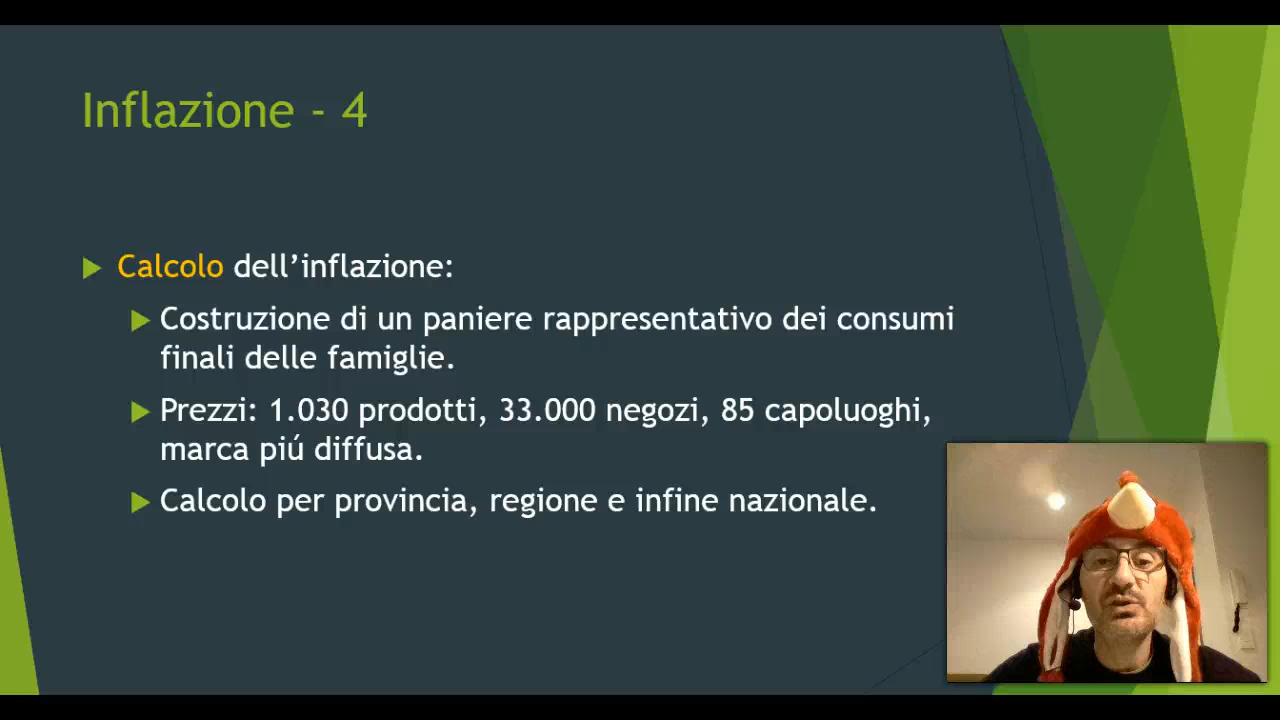 Inflazione - 4
Calcolo dell’inflazione:
Costruzione di un paniere rappresentativo dei consumi
finali delle famiglie.
Prezzi: 1.030 prodotti, 33.000 negozi, 85 capoluoghi,
marca piú diffusa.
Calcolo per provincia, regione e infine nazionale.